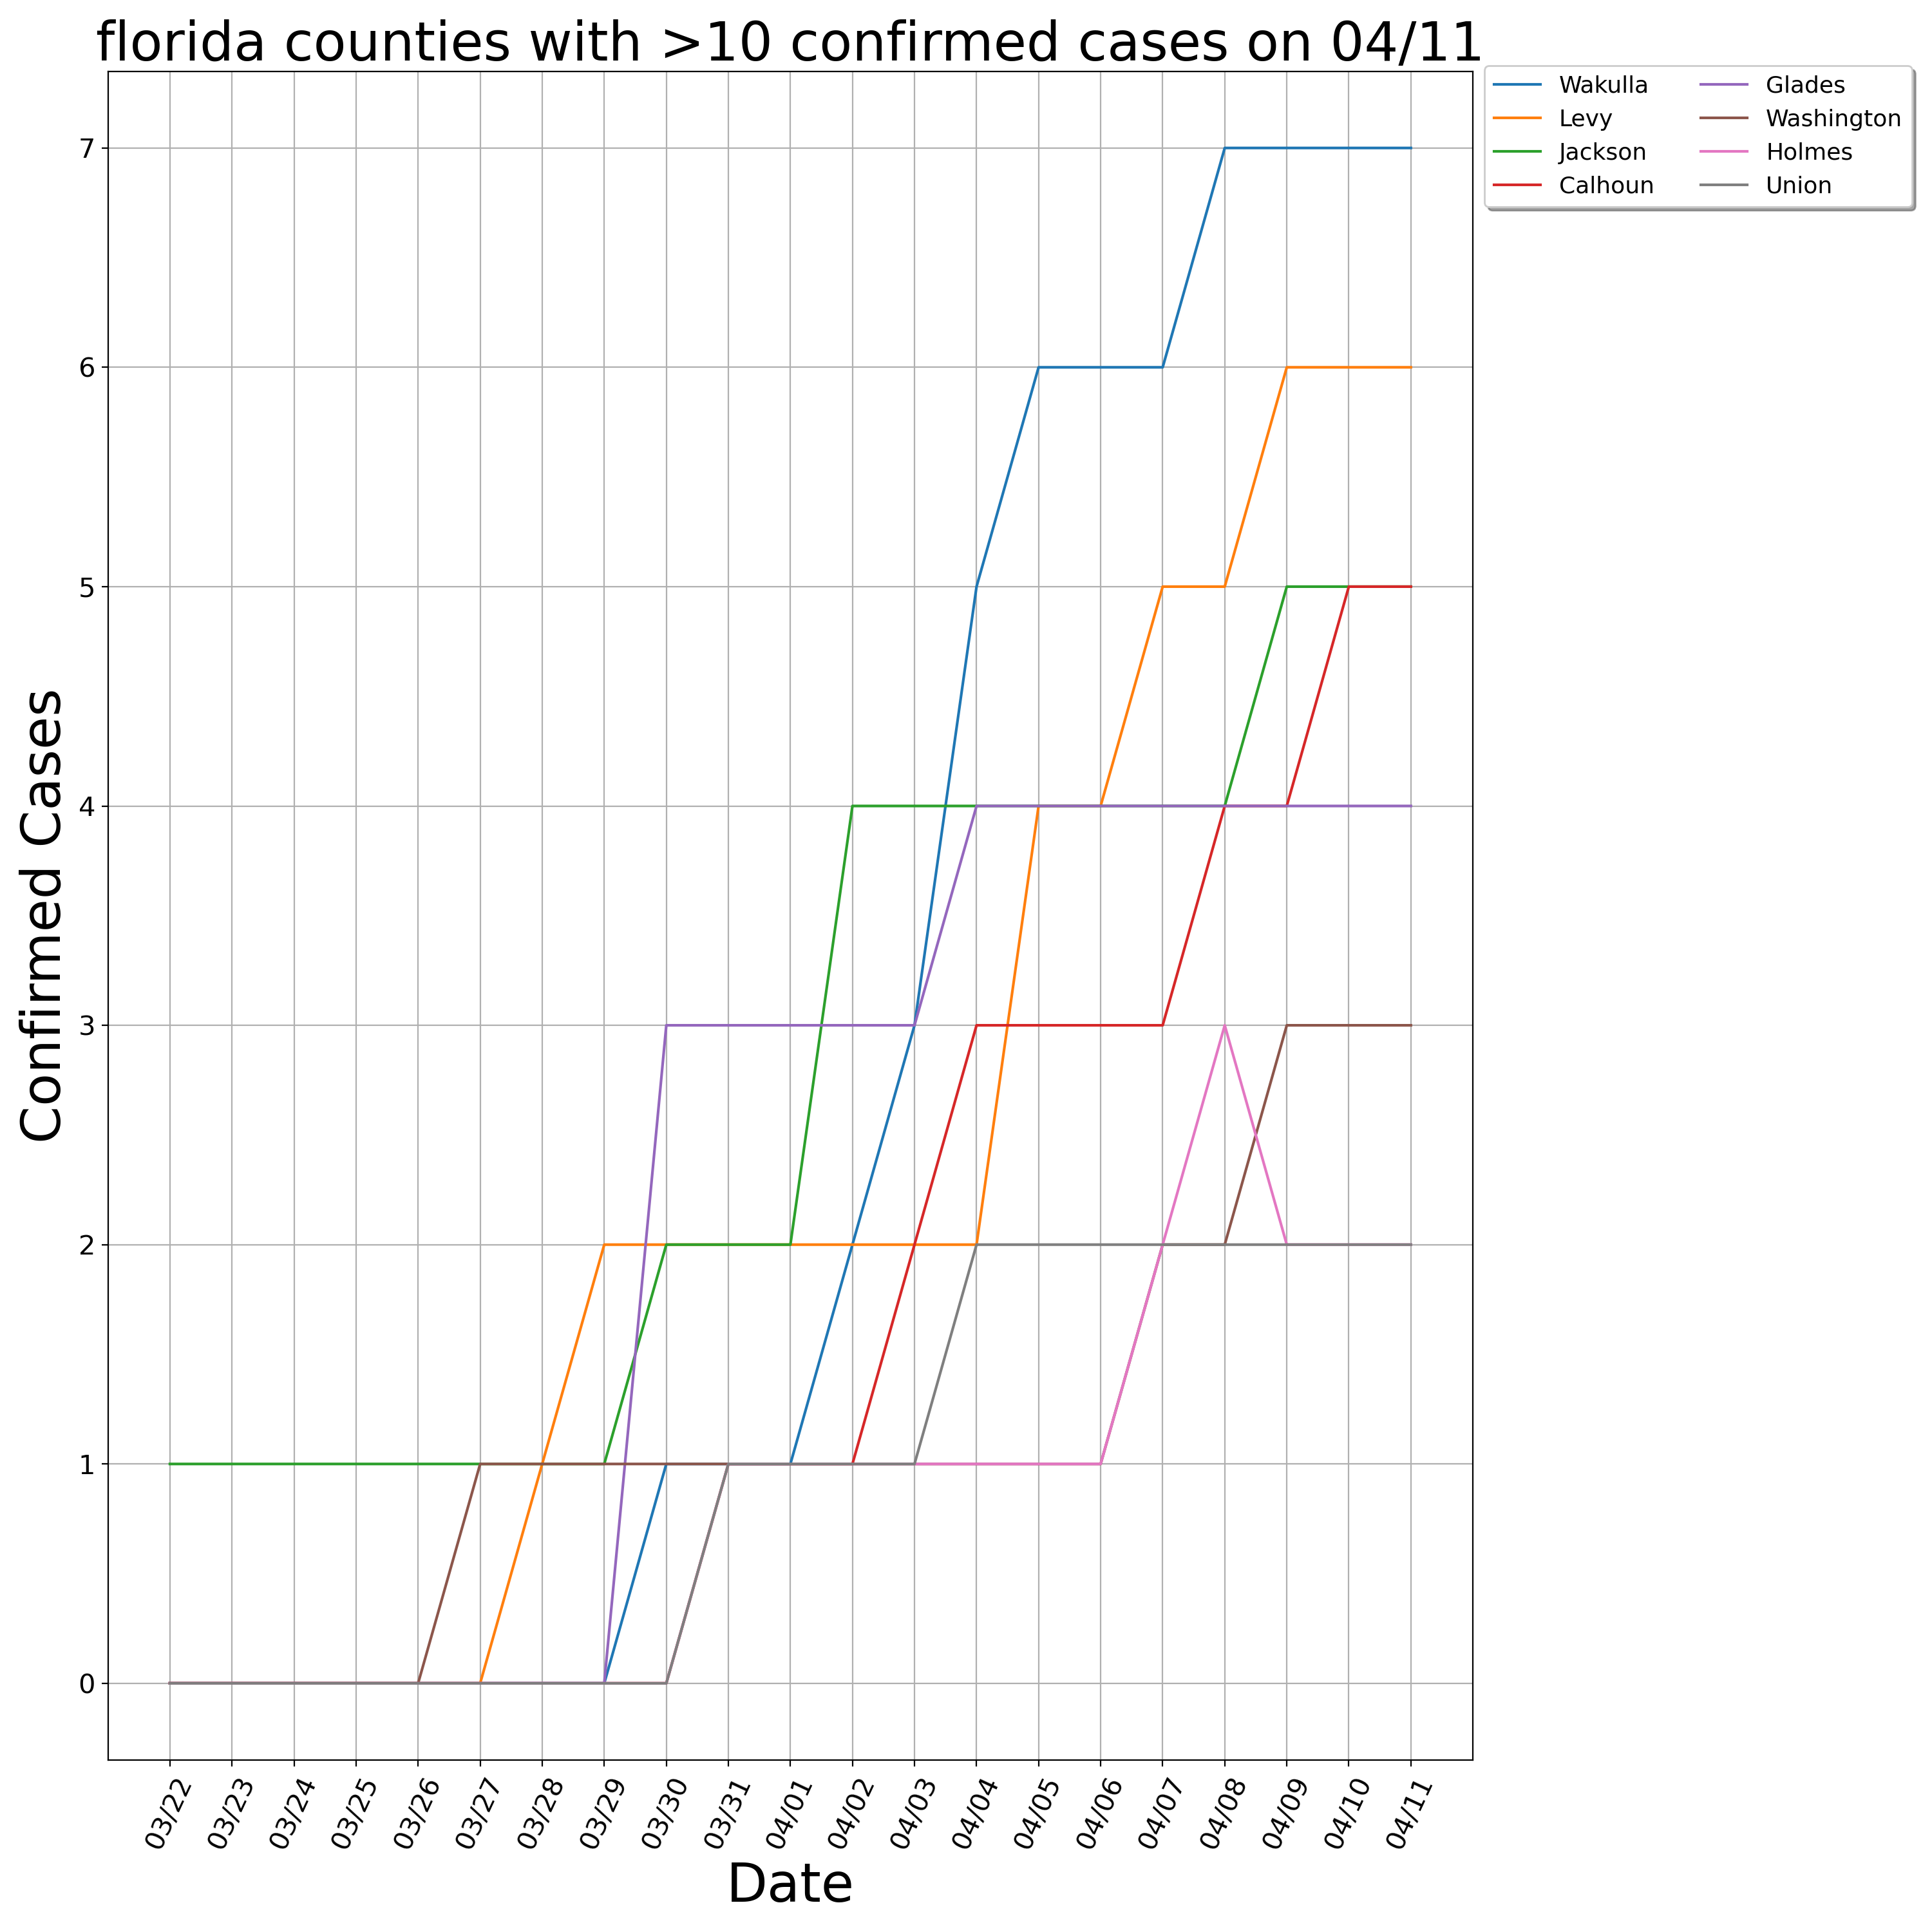 florida counties with >10 confirmed cases on 04/11
Wakulla
Levy
Jackson
Calhoun
Glades
Washington
Holmes
Union
Confirmed Cases
7
6
5
4
3
2
1
0
03/22
03/23
03/24
03/25
03/26
03/27
03/28
03/29
03/30
03/31
04/01
04/02
04/03
04/04
04/05
04/06
04/07
04/08
04/09
04/10
04/11
Date